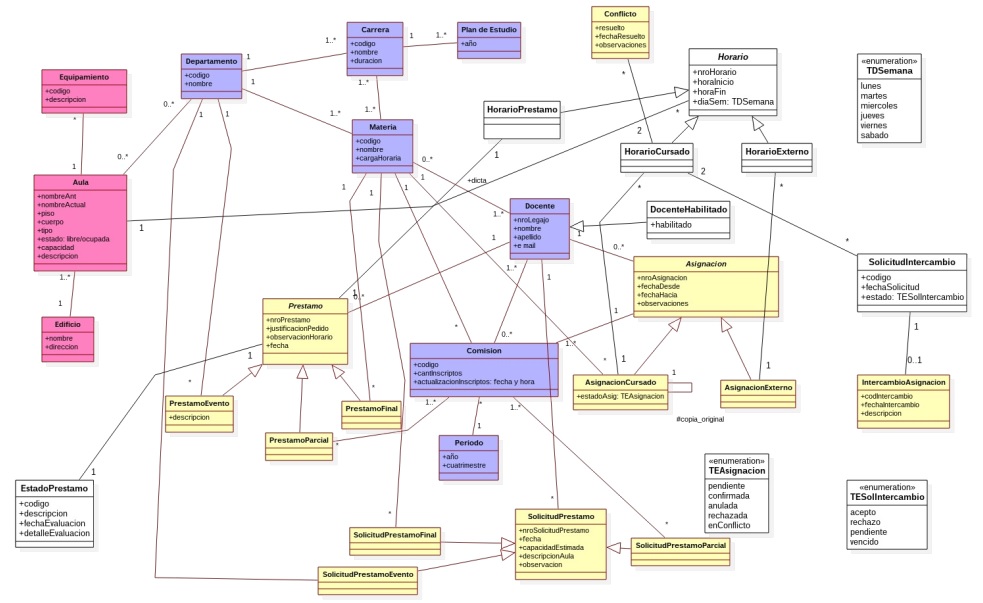 Conflicto
+resuelto
+fechaResuelto
+observaciones
Carrera
+codigo
+nombre
+duracion
1..*
1
1..*
1..*
Plan de Estudio
+año
Departamento
+codigo
+nombre
1
1
0..*
1
1
Horario
+nroHorario
+horaInicio
+horaFin
+diaSem: TDSemana
«enumeration»
TDSemana
lunes
martes
miercoles
jueves
viernes
sabado
Equipamiento
+codigo
+descripcion
*
1
HorarioPrestamo
1
Materia
+codigo
+nombre
+cargaHoraria
1..*
1..*
0..*
1
1
1
1
+dicta
*
2
HorarioCursado
*
2
HorarioExterno
*
Aula
+nombreAnt
+nombreActual
+piso
+cuerpo
+tipo
+estado: libre/ocupada
+capacidad
+descripcion
0..*
1
1..*
1
Docente
+nroLegajo
+nombre
+apellido
+e mail
1..*
1
1
1..*
1
0..*
DocenteHabilitado
+habilitado
Asignacion
+nroAsignacion
+fechaDesde
+fechaHacia
+observaciones
1
*
SolicitudIntercambio
+codigo
+fechaSolicitud
+estado: TESolIntercambio
1
0..1
Edificio
+nombre
+direccion
Prestamo
+nroPrestamo
+justificacionPedido
+observacionHorario
+fecha
1
0..*
1
Comision
+codigo
+cantInscriptos
+actualizacionInscriptos: fecha y hora
*
0..*
1..*
1..*
*
1..*
AsignacionCursado
+estadoAsig: TEAsignacion
*
1
1
#copia_original
AsignacionExterno
1
IntercambioAsignacion
+codIntercambio
+fechaIntercambio
+descripcion
PrestamoEvento
+descripcion
*
PrestamoFinal
*
PrestamoParcial
*
Periodo
+año
+cuatrimestre
1
EstadoPrestamo
+codigo
+descripcion
+fechaEvaluacion
+detalleEvaluacion
1
«enumeration»
TEAsignacion
pendiente
confirmada
anulada
rechazada
enConflicto
«enumeration»
TESolIntercambio
acepto
rechazo
pendiente
vencido
SolicitudPrestamo
+nroSolicitudPrestamo
+fecha
+capacidadEstimada
+descripcionAula
+observacion
*
SolicitudPrestamoFinal
*
SolicitudPrestamoParcial
*
SolicitudPrestamoEvento